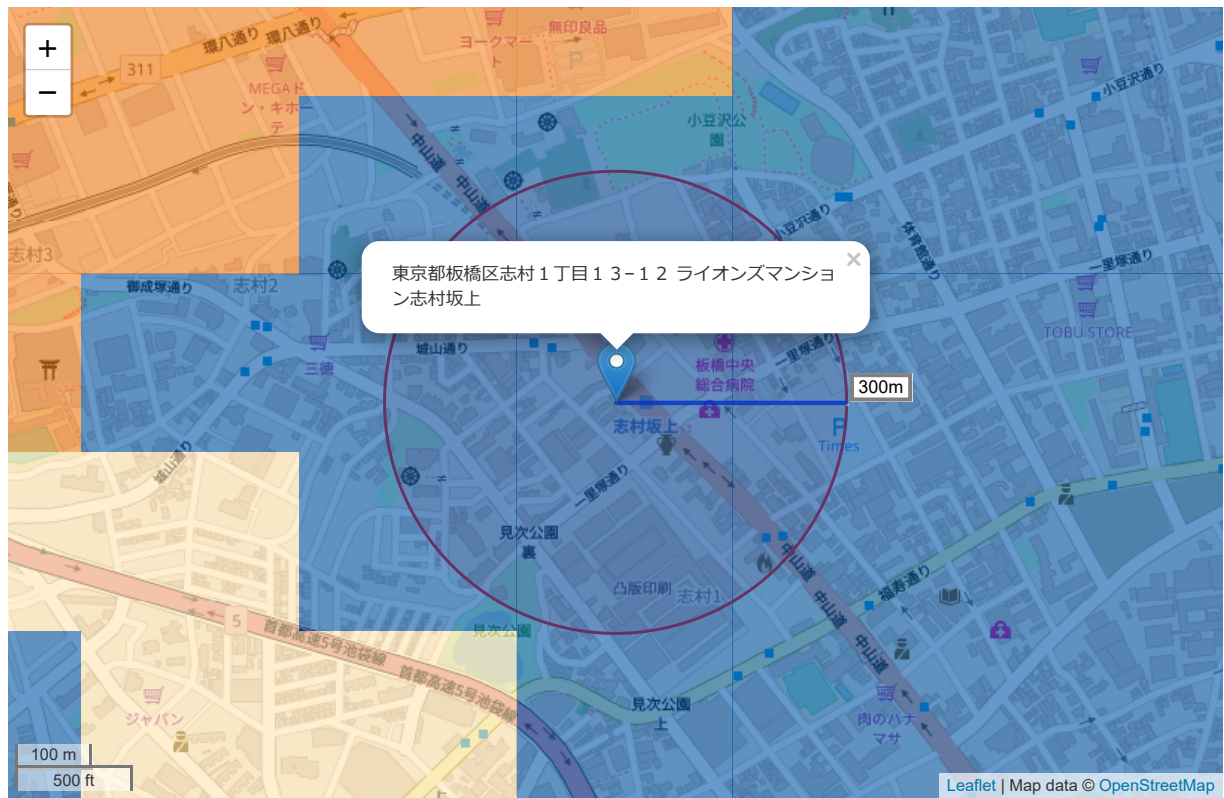 +
−
環八通り
環八通り
311
ヨークマー
ト
無印良品
P
MEGAド
ン・キホー
テ
中山道
中山道
小豆沢公
園
小豆沢通り
小豆沢通り
体育館通り
一里塚通り
志村3
志村2
御成塚通り
東京都板橋区志村１丁目１３−１２ ライオンズマンショ
ン志村坂上
×
TOBU STORE
三徳
城山通り
板橋中央
総合病院
一里塚通り
300m
志村坂上
P
Times
城山通り
一里塚通り
見次公園
裏
中山道
凸版印刷
志村1
福寿通り
中山道
5
首都高速5号池袋線
見次公園
中山道
首都高速5号池袋線
ジャパン
見次公園
上
肉のハナ
マサ
100 m
500 ft
Leaflet | Map data © OpenStreetMap